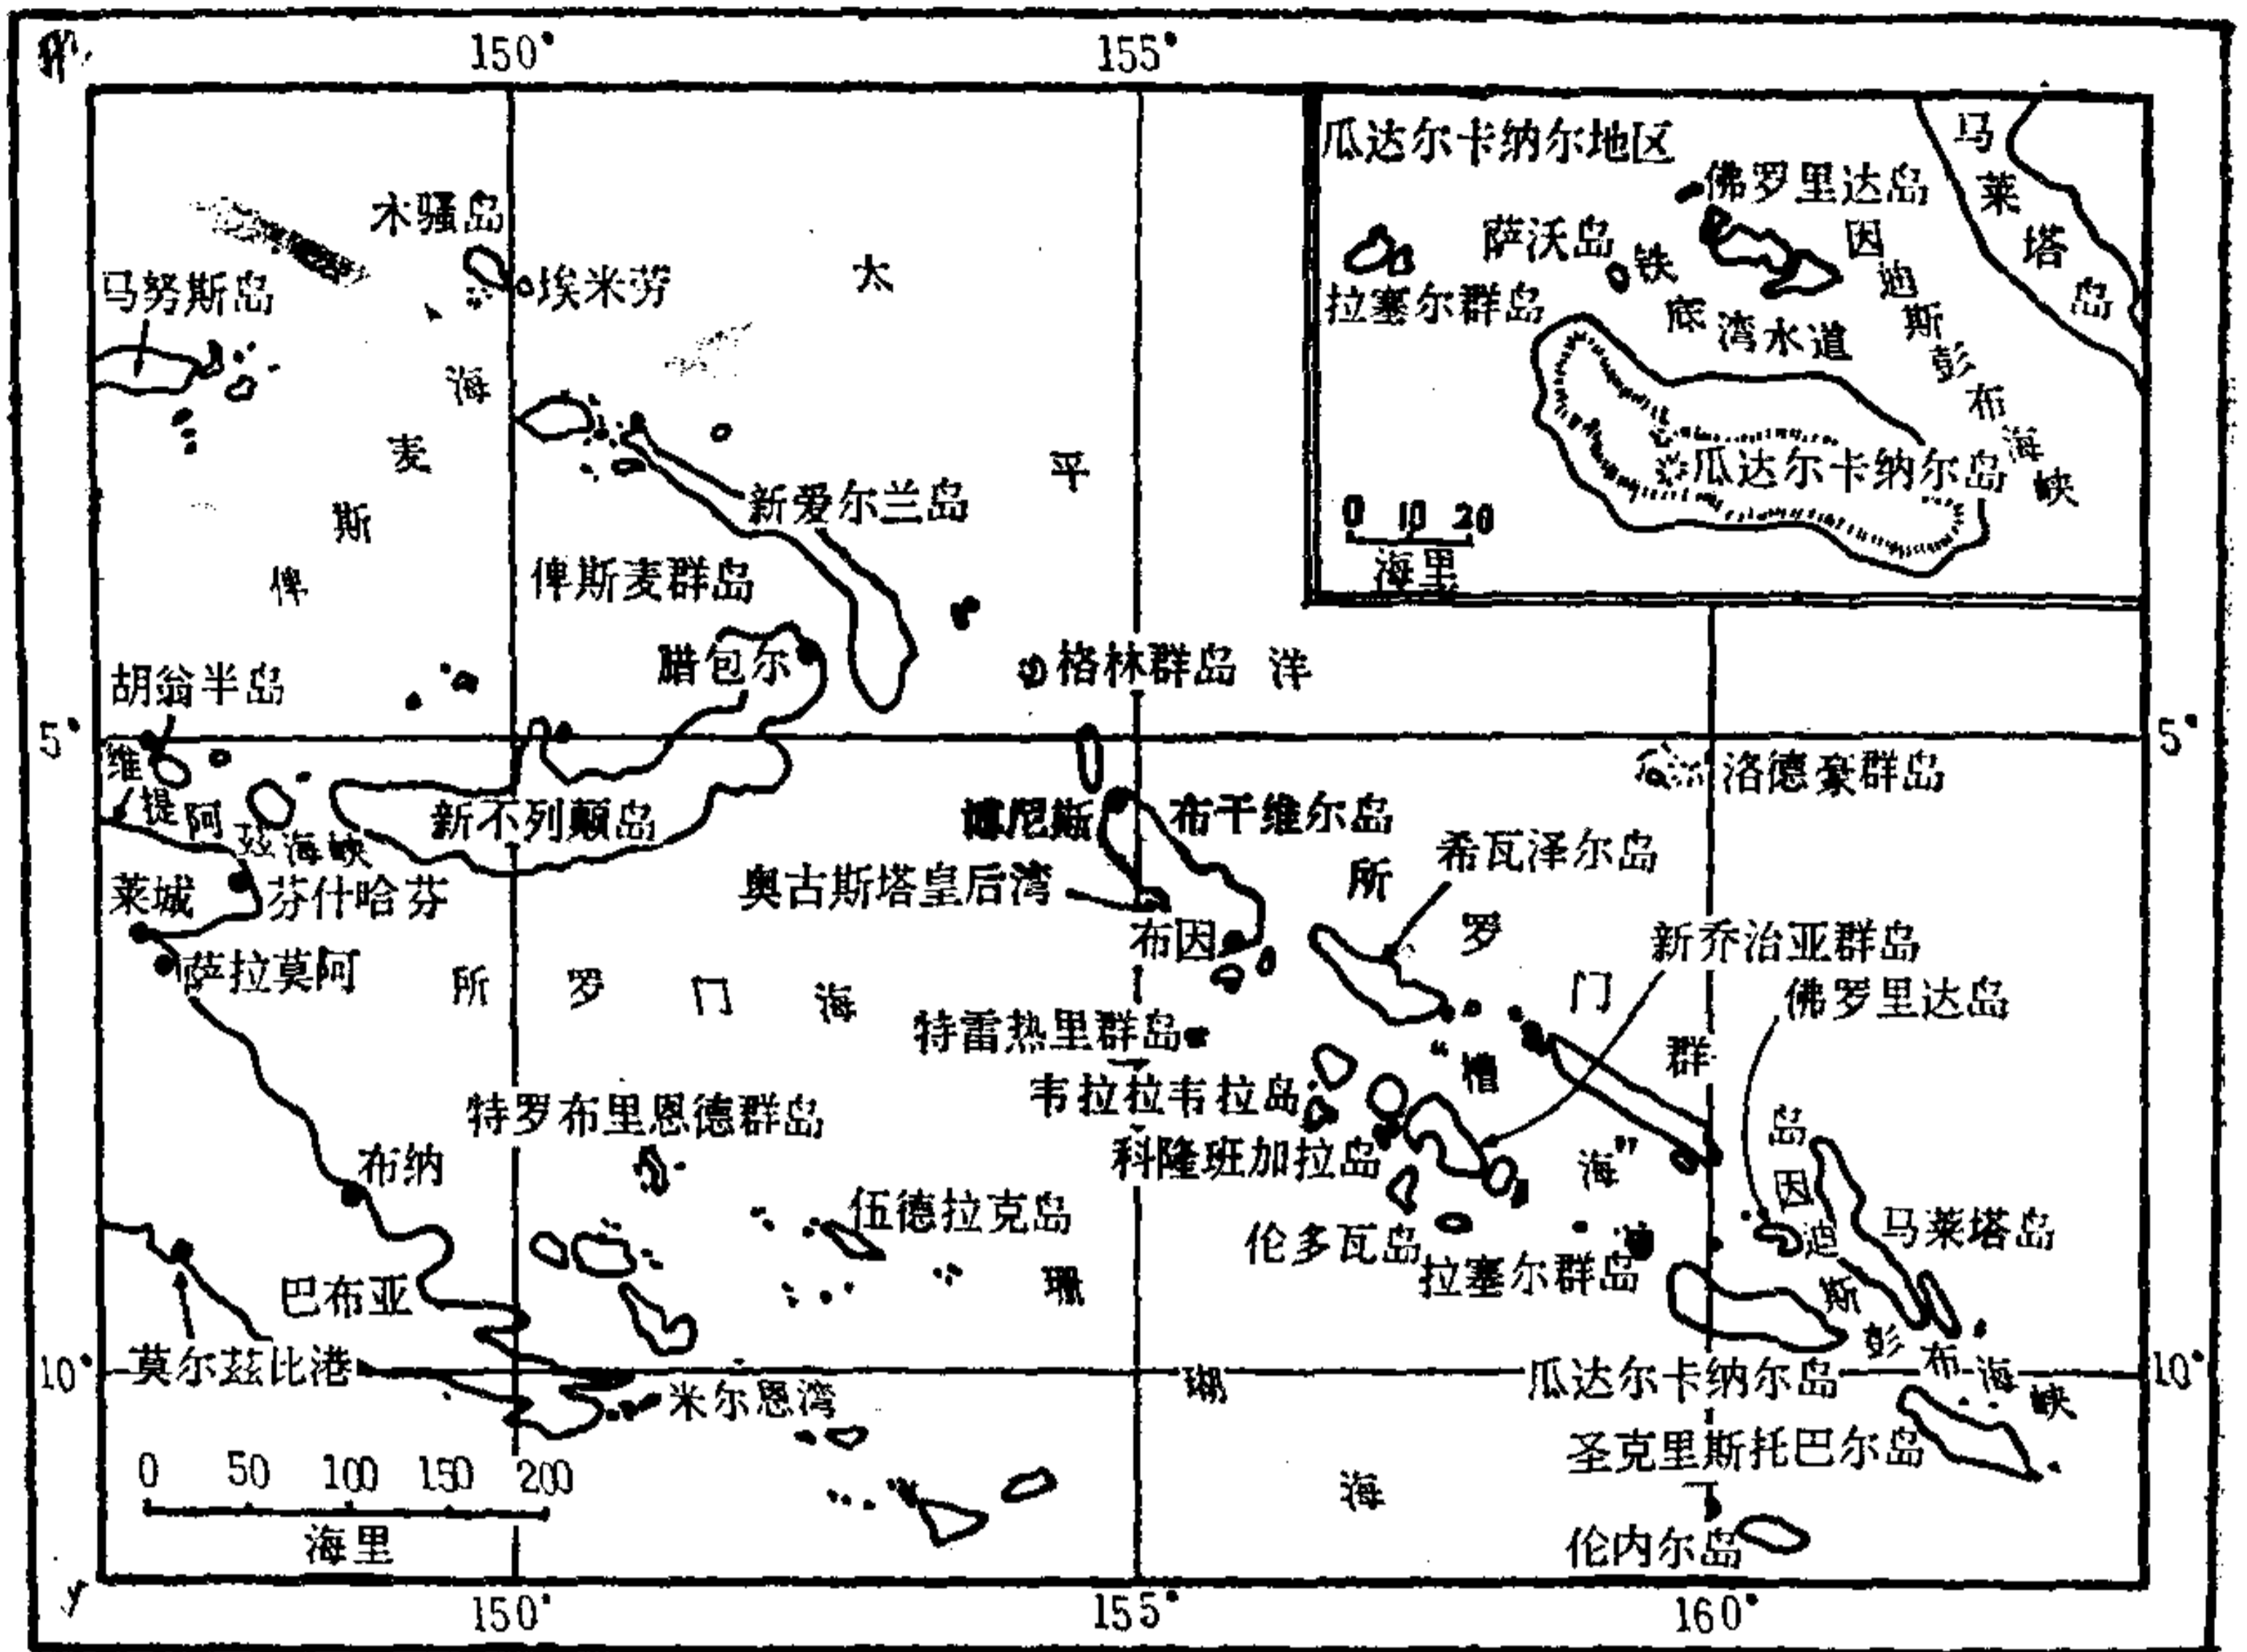 150°
155°
瓜达尔卡纳尔地区
马莱塔岛
佛罗里达岛
萨沃岛
铁底湾水道
因迪斯彭布海峡
拉塞尔群岛
瓜达尔卡纳尔岛
0 10 20
海里
木骚岛
埃米劳
马努斯岛
太平洋
俾斯麦海
新爱尔兰岛
俾斯麦群岛
腊包尔
格林群岛
胡翁半岛
5°
5°
维提阿兹海峡
洛德豪群岛
新不列颠岛
博尼斯
布干维尔岛
希瓦泽尔岛
奥古斯塔皇后湾
所罗门群岛
莱城
芬什哈芬
布因
新乔治亚群岛
萨拉莫阿
所罗门海
佛罗里达岛
特雷热里群岛
“槽海”
韦拉拉韦拉岛
特罗布里恩德群岛
科隆班加拉岛
布纳
因迪斯彭布海峡
伍德拉克岛
马莱塔岛
伦多瓦岛
拉塞尔群岛
巴布亚
珊瑚海
10°
莫尔兹比港
瓜达尔卡纳尔岛
10°
米尔恩湾
圣克里斯托巴尔岛
0 50 100 150 200
海里
伦内尔岛
150°
155°
160°